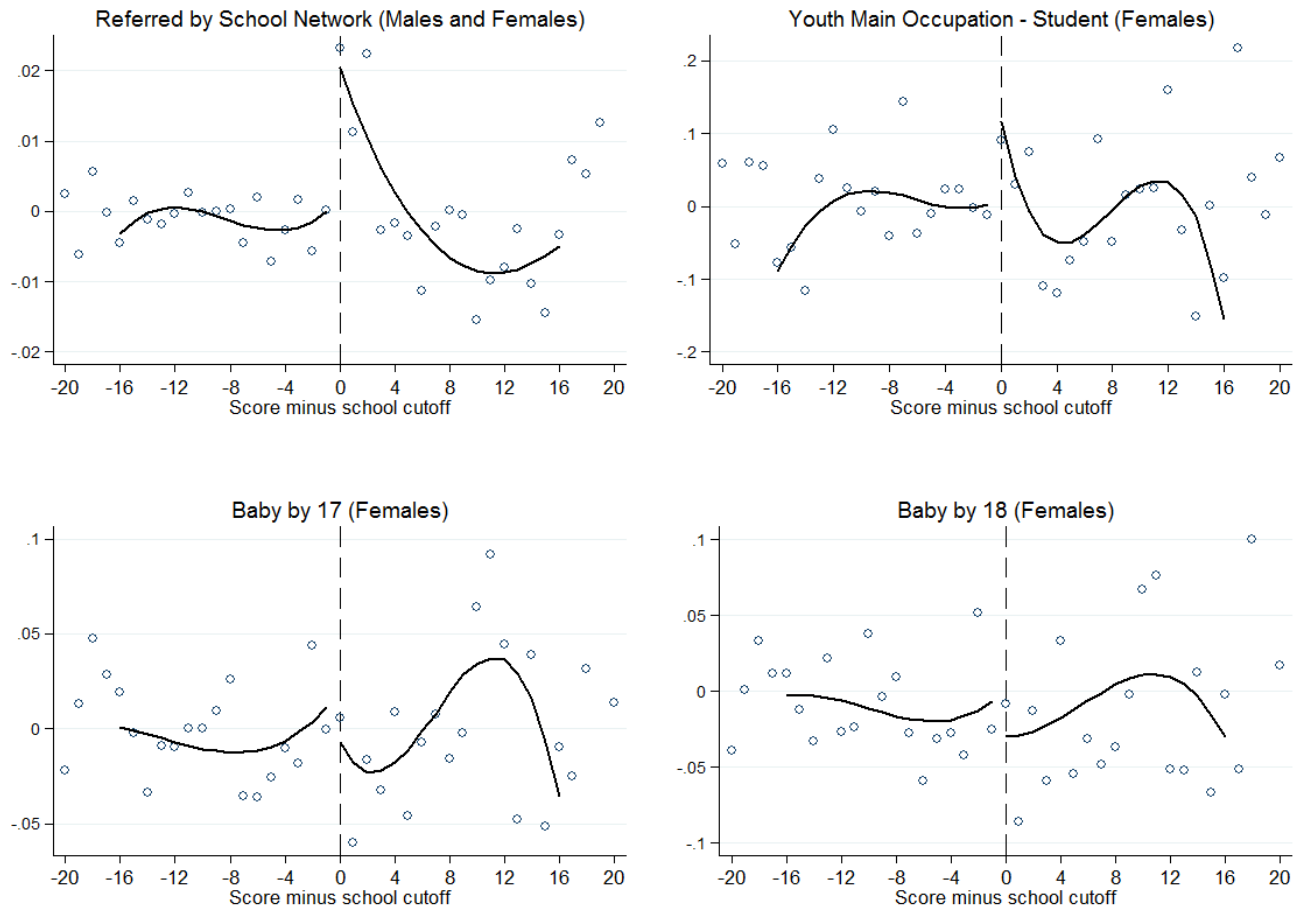 Referred by School Network (Males and Females)
.02
.01
0
-.01
-.02
-20 -16 -12 -8 -4 0 4 8 12 16 20
Score minus school cutoff
Youth Main Occupation - Student (Females)
.2
.1
0
-.1
-.2
-20 -16 -12 -8 -4 0 4 8 12 16 20
Score minus school cutoff
Baby by 17 (Females)
.1
.05
0
-.05
-20 -16 -12 -8 -4 0 4 8 12 16 20
Score minus school cutoff
Baby by 18 (Females)
.1
.05
0
-.05
-.1
-20 -16 -12 -8 -4 0 4 8 12 16 20
Score minus school cutoff